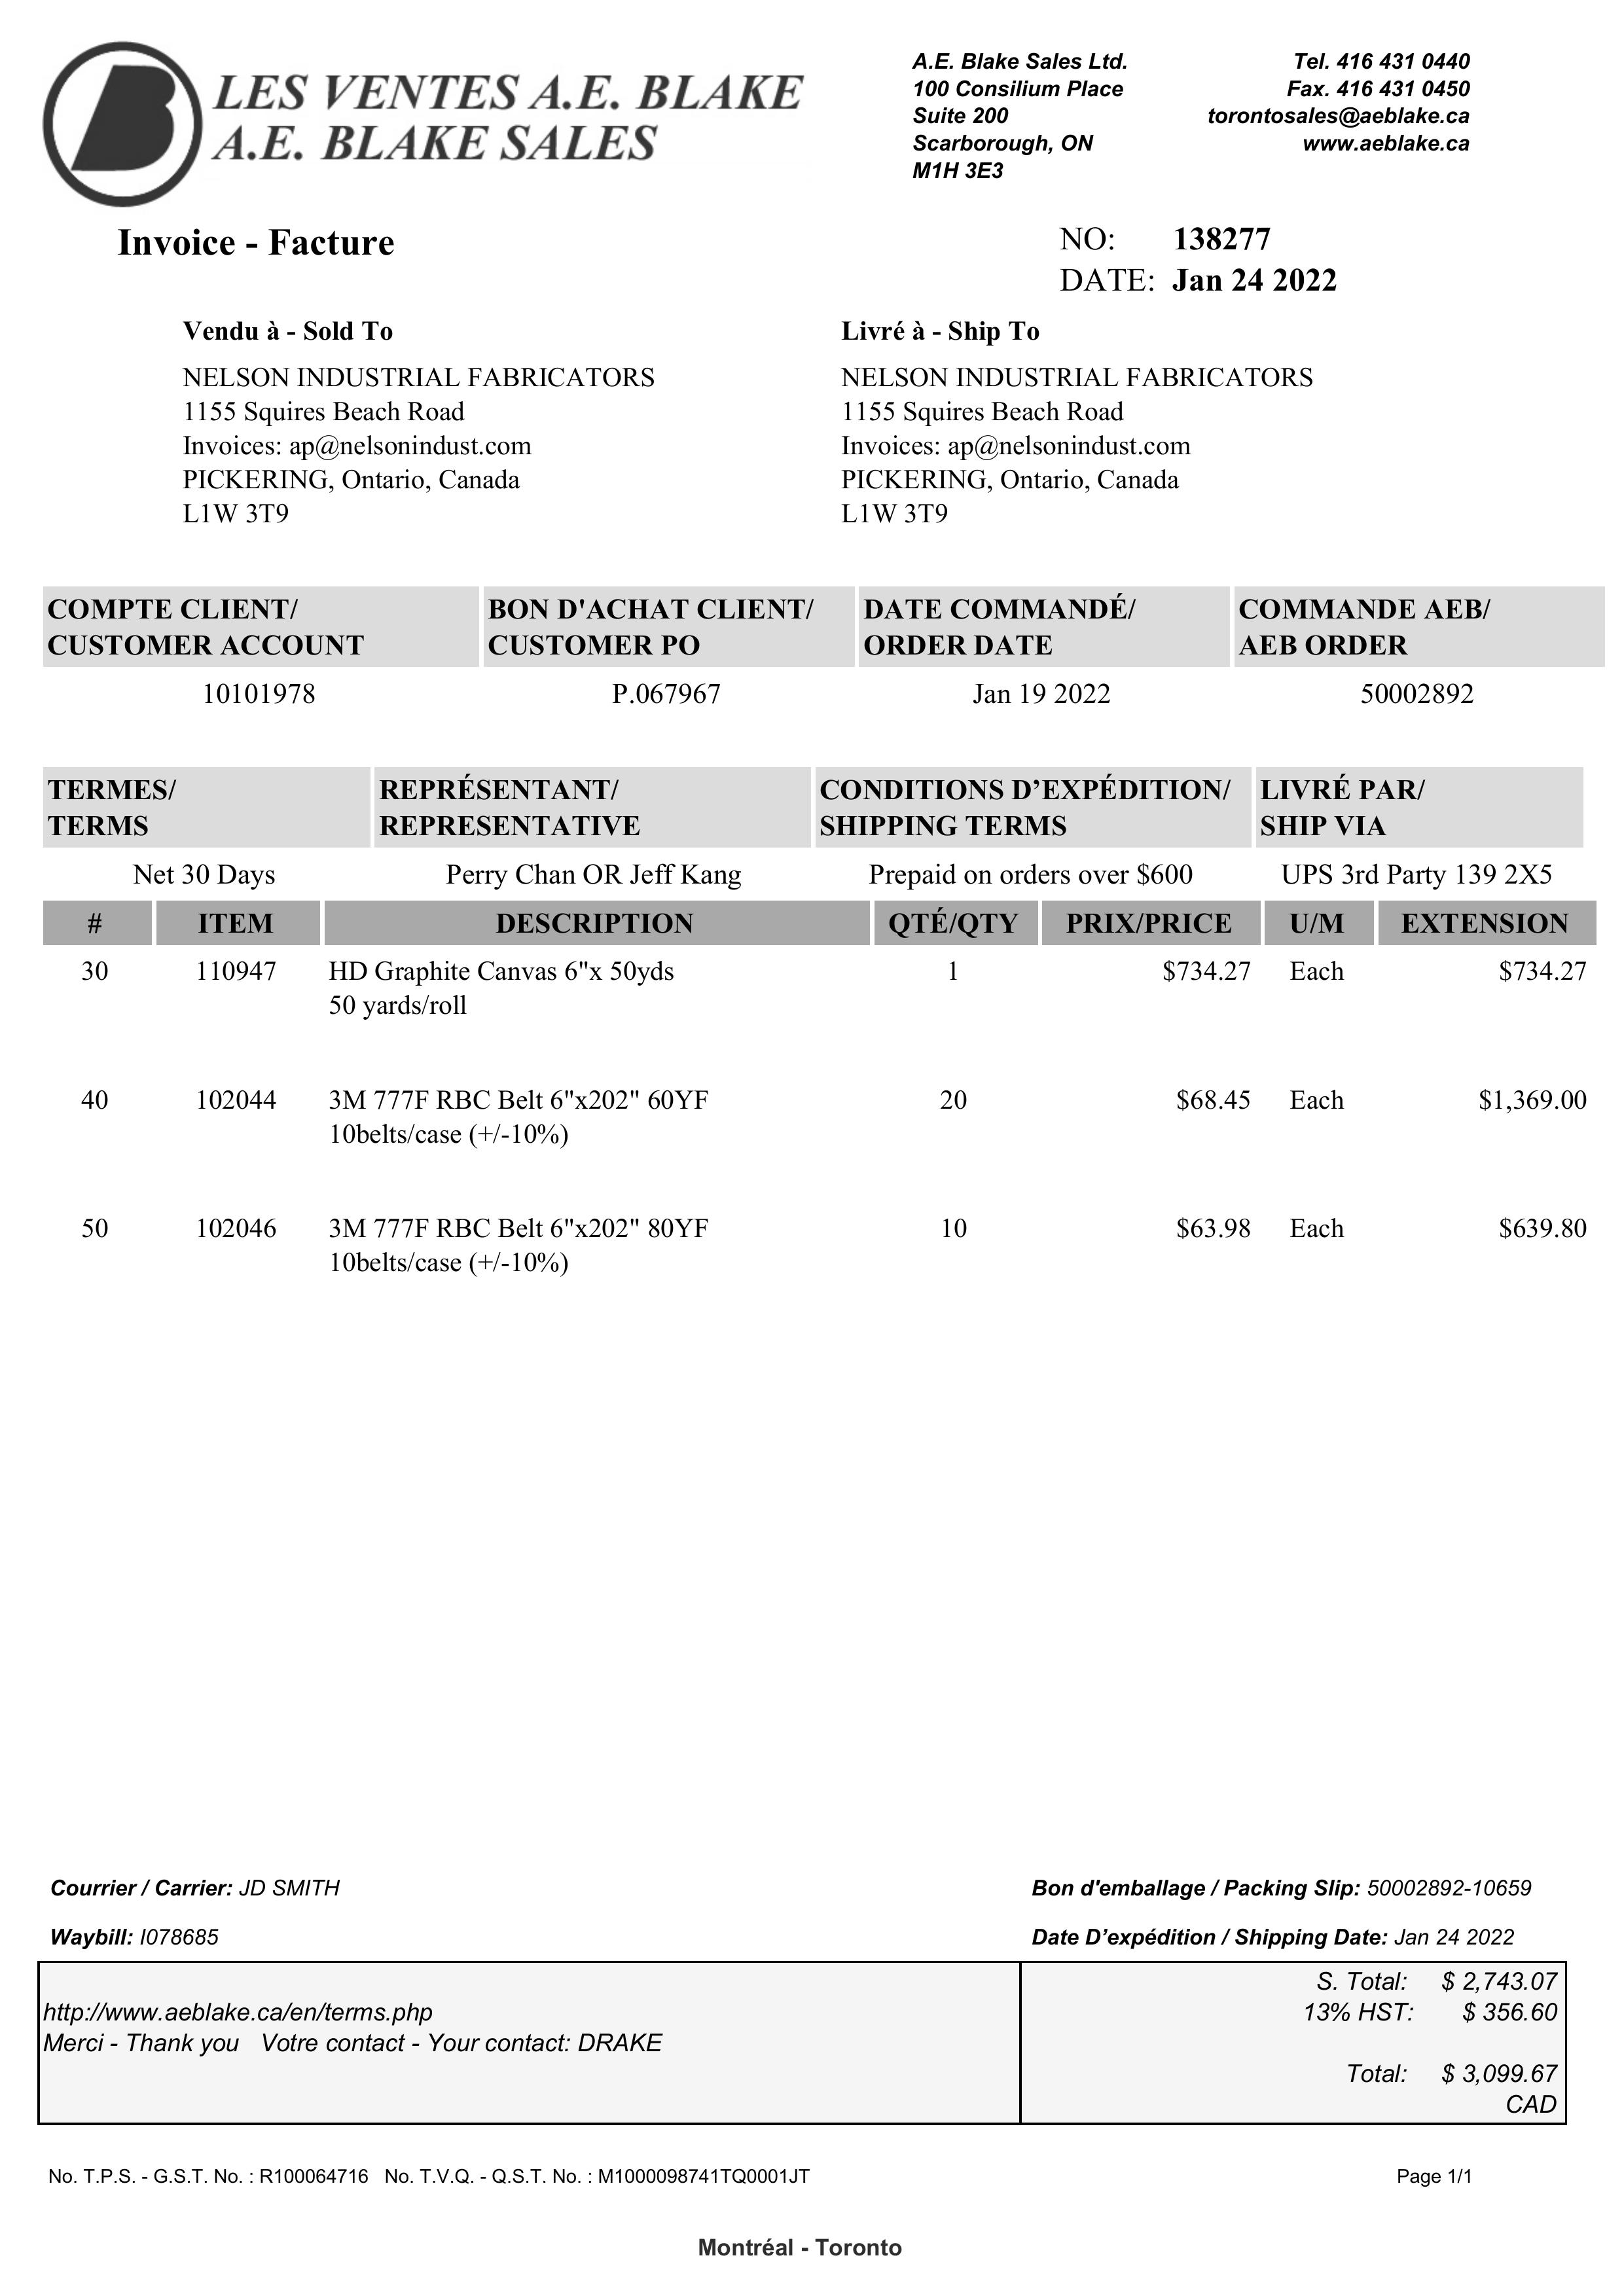 LES VENTES A.E. BLAKE
A.E. BLAKE SALES
A.E. Blake Sales Ltd.
100 Consilium Place
Suite 200
Scarborough, ON
M1H 3E3
Tel. 416 431 0440
Fax. 416 431 0450
torontosales@aeblake.ca
www.aeblake.ca
Invoice - Facture
NO: 138277
DATE: Jan 24 2022
Vendu à - Sold To
NELSON INDUSTRIAL FABRICATORS
1155 Squires Beach Road
Invoices: ap@nelsonindust.com
PICKERING, Ontario, Canada
L1W 3T9
Livré à - Ship To
NELSON INDUSTRIAL FABRICATORS
1155 Squires Beach Road
Invoices: ap@nelsonindust.com
PICKERING, Ontario, Canada
L1W 3T9
COMPTE CLIENT/ BON D'ACHAT CLIENT/ DATE COMMANDÉ/ COMMANDE AEB/
CUSTOMER ACCOUNT CUSTOMER PO ORDER DATE AEB ORDER
10101978 P.067967 Jan 19 2022 50002892
TERMES/ REPRÉSENTANT/ CONDITIONS D’EXPÉDITION/ LIVRÉ PAR/
TERMS REPRESENTATIVE SHIPPING TERMS SHIP VIA
Net 30 Days Perry Chan OR Jeff Kang Prepaid on orders over $600 UPS 3rd Party 139 2X5
# ITEM DESCRIPTION QTÉ/QTY PRIX/PRICE U/M EXTENSION
30 110947 HD Graphite Canvas 6"x 50yds 1 $734.27 Each $734.27
50 yards/roll
40 102044 3M 777F RBC Belt 6"x202" 60YF 20 $68.45 Each $1,369.00
10belts/case (+/-10%)
50 102046 3M 777F RBC Belt 6"x202" 80YF 10 $63.98 Each $639.80
10belts/case (+/-10%)
Courrier / Carrier: JD SMITH Bon d'emballage / Packing Slip: 50002892-10659
Waybill: I078685 Date D’expédition / Shipping Date: Jan 24 2022
S. Total: $ 2,743.07
http://www.aeblake.ca/en/terms.php 13% HST: $ 356.60
Merci - Thank you Votre contact - Your contact: DRAKE
Total: $ 3,099.67
CAD
No. T.P.S. - G.S.T. No. : R100064716 No. T.V.Q. - Q.S.T. No. : M1000098741TQ0001JT Page 1/1
Montréal - Toronto